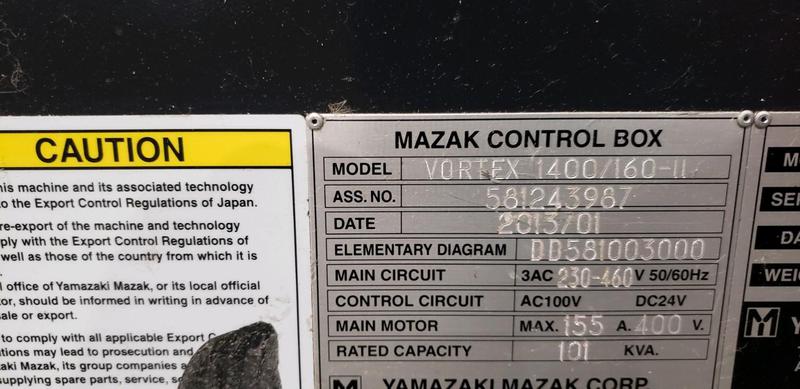 CAUTION
his machine and its associated technology
to the Export Control Regulations of Japan.
re-export of the machine and technology
ply with the Export Control Regulations of
well as those of the country from which it is
.
l office of Yamazaki Mazak, or its local official
tor, should be informed in writing in advance of
sale or export.
to comply with all applicable Export
tions may lead to prosecution and
zaki Mazak, its group companies a
supplying spare parts, service, s
MAZAK CONTROL BOX
MODEL VORTEX 1400/160-II
ASS. NO. 581243987
DATE 2013/01
ELEMENTARY DIAGRAM DD581003000
MAIN CIRCUIT 3AC 230-460 V 50/60Hz
CONTROL CIRCUIT AC100V DC24V
MAIN MOTOR MAX. 155 A. 400 V.
RATED CAPACITY 101 KVA.
YAMAZAKI MAZAK CORP
M
SER
DA
WEIG
M YA
A